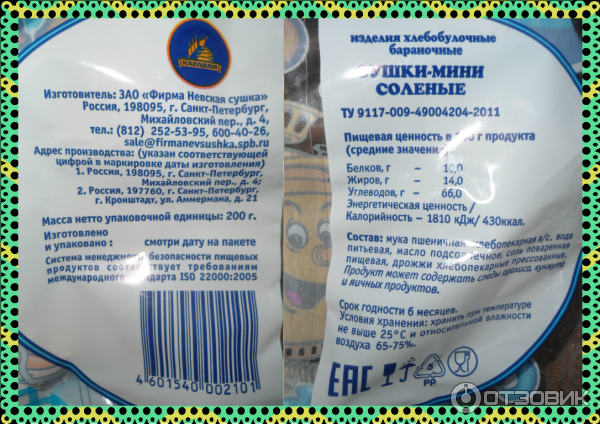 КАРАВАЙ
Изготовитель: ЗАО «Фирма Невская сушка»
Россия, 198095, г. Санкт-Петербург,
Михайловский пер., д. 4,
тел.: (812) 252-53-95, 600-40-26,
sale@firmanevsushka.spb.ru
Адрес производства: (указан соответствующей
цифрой в маркировке даты изготовления)
1. Россия, 198095, г. Санкт-Петербург,
Михайловский пер., д. 4;
2. Россия, 197760, г. Санкт-Петербург,
г. Кронштадт, ул. Аммермана, д. 21
Масса нетто упаковочной единицы: 200 г.
Изготовлено
и упаковано : смотри дату на пакете
Система менеджмента безопасности пищевых
продуктов соответствует требованиям
международного стандарта ISO 22000:2005
4 601540 002101
изделия хлебобулочные
бараночные
СУШКИ-МИНИ
СОЛЕНЫЕ
ТУ 9117-009-49004204-2011
Пищевая ценность в 100 г продукта
(средние значения)
Белков, г – 10,0
Жиров, г – 14,0
Углеводов, г – 66,0
Энергетическая ценность /
Калорийность – 1810 кДж/ 430ккал.
Состав: мука пшеничная хлебопекарная в/с, вода
питьевая, масло подсолнечное, соль поваренная
пищевая, дрожжи хлебопекарные прессованные.
Продукт может содержать следы арахиса, кунжута
и яичных продуктов.
Срок годности 6 месяцев.
Условия хранения: хранить при температуре
не выше 25°С и относительной влажности
воздуха 65-75%.
ЕАС 5
PP
ОТЗОВИК